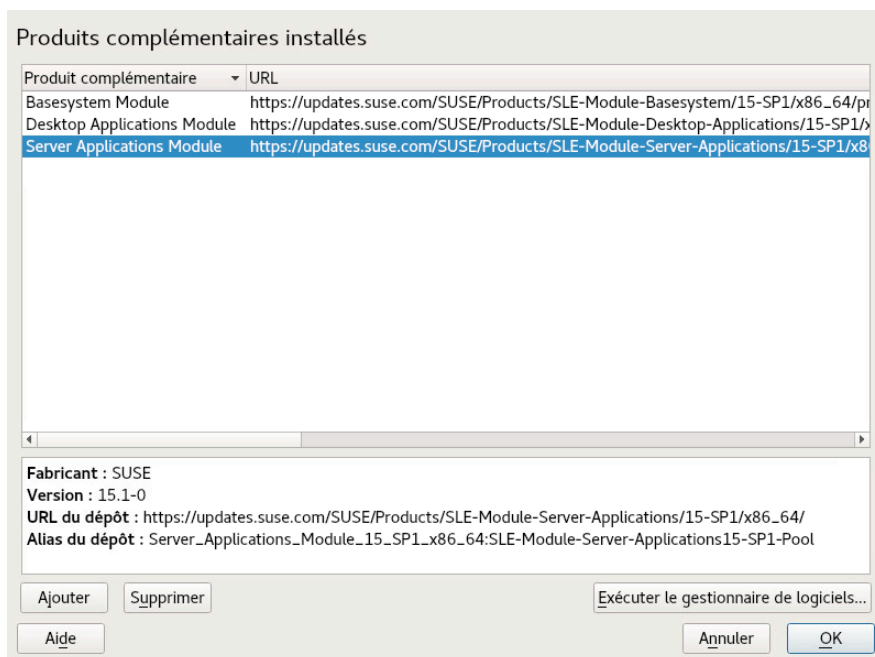 Produits complémentaires installés
Produit complémentaire URL
Basesystem Module https://updates.suse.com/SUSE/Products/SLE-Module-Basesystem/15-SP1/x86_64/pr
Desktop Applications Module https://updates.suse.com/SUSE/Products/SLE-Module-Desktop-Applications/15-SP1/x
Server Applications Module https://updates.suse.com/SUSE/Products/SLE-Module-Server-Applications/15-SP1/x8
Fabricant : SUSE
Version : 15.1-0
URL du dépôt : https://updates.suse.com/SUSE/Products/SLE-Module-Server-Applications/15-SP1/x86_64/
Alias du dépôt : Server_Applications_Module_15_SP1_x86_64:SLE-Module-Server-Applications15-SP1-Pool
Ajouter Supprimer Exécuter le gestionnaire de logiciels...
Aide Annuler OK